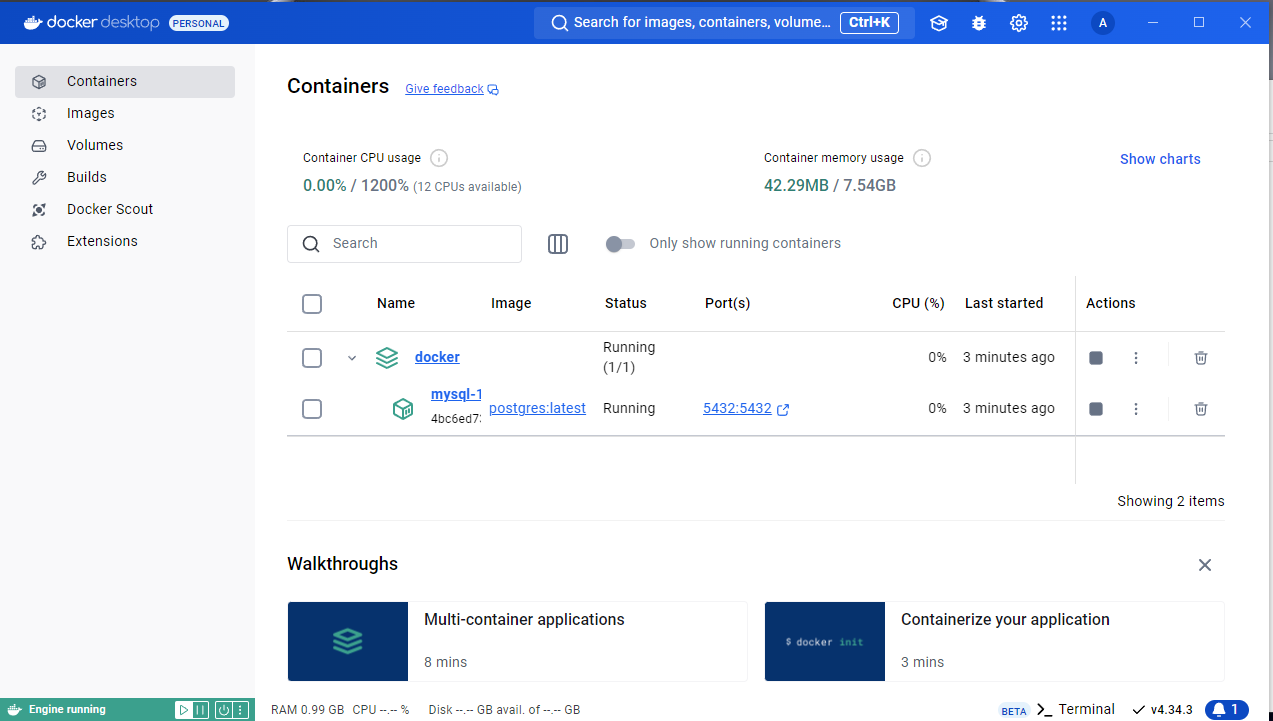 docker desktop PERSONAL
Search for images, containers, volume... Ctrl+K
A
Containers
Images
Volumes
Builds
Docker Scout
Extensions
Containers Give feedback
Container CPU usage
0.00% / 1200% (12 CPUs available)
Container memory usage
42.29MB / 7.54GB
Show charts
Search
Only show running containers
Name Image Status Port(s) CPU (%) Last started Actions
docker Running (1/1) 0% 3 minutes ago
mysql-1 postgres:latest Running 5432:5432 0% 3 minutes ago
4bc6ed73
Showing 2 items
Walkthroughs
Multi-container applications
8 mins
$ docker init
Containerize your application
3 mins
Engine running
RAM 0.99 GB CPU --.-- % Disk --.-- GB avail. of --.-- GB
BETA >_ Terminal v4.34.3 1